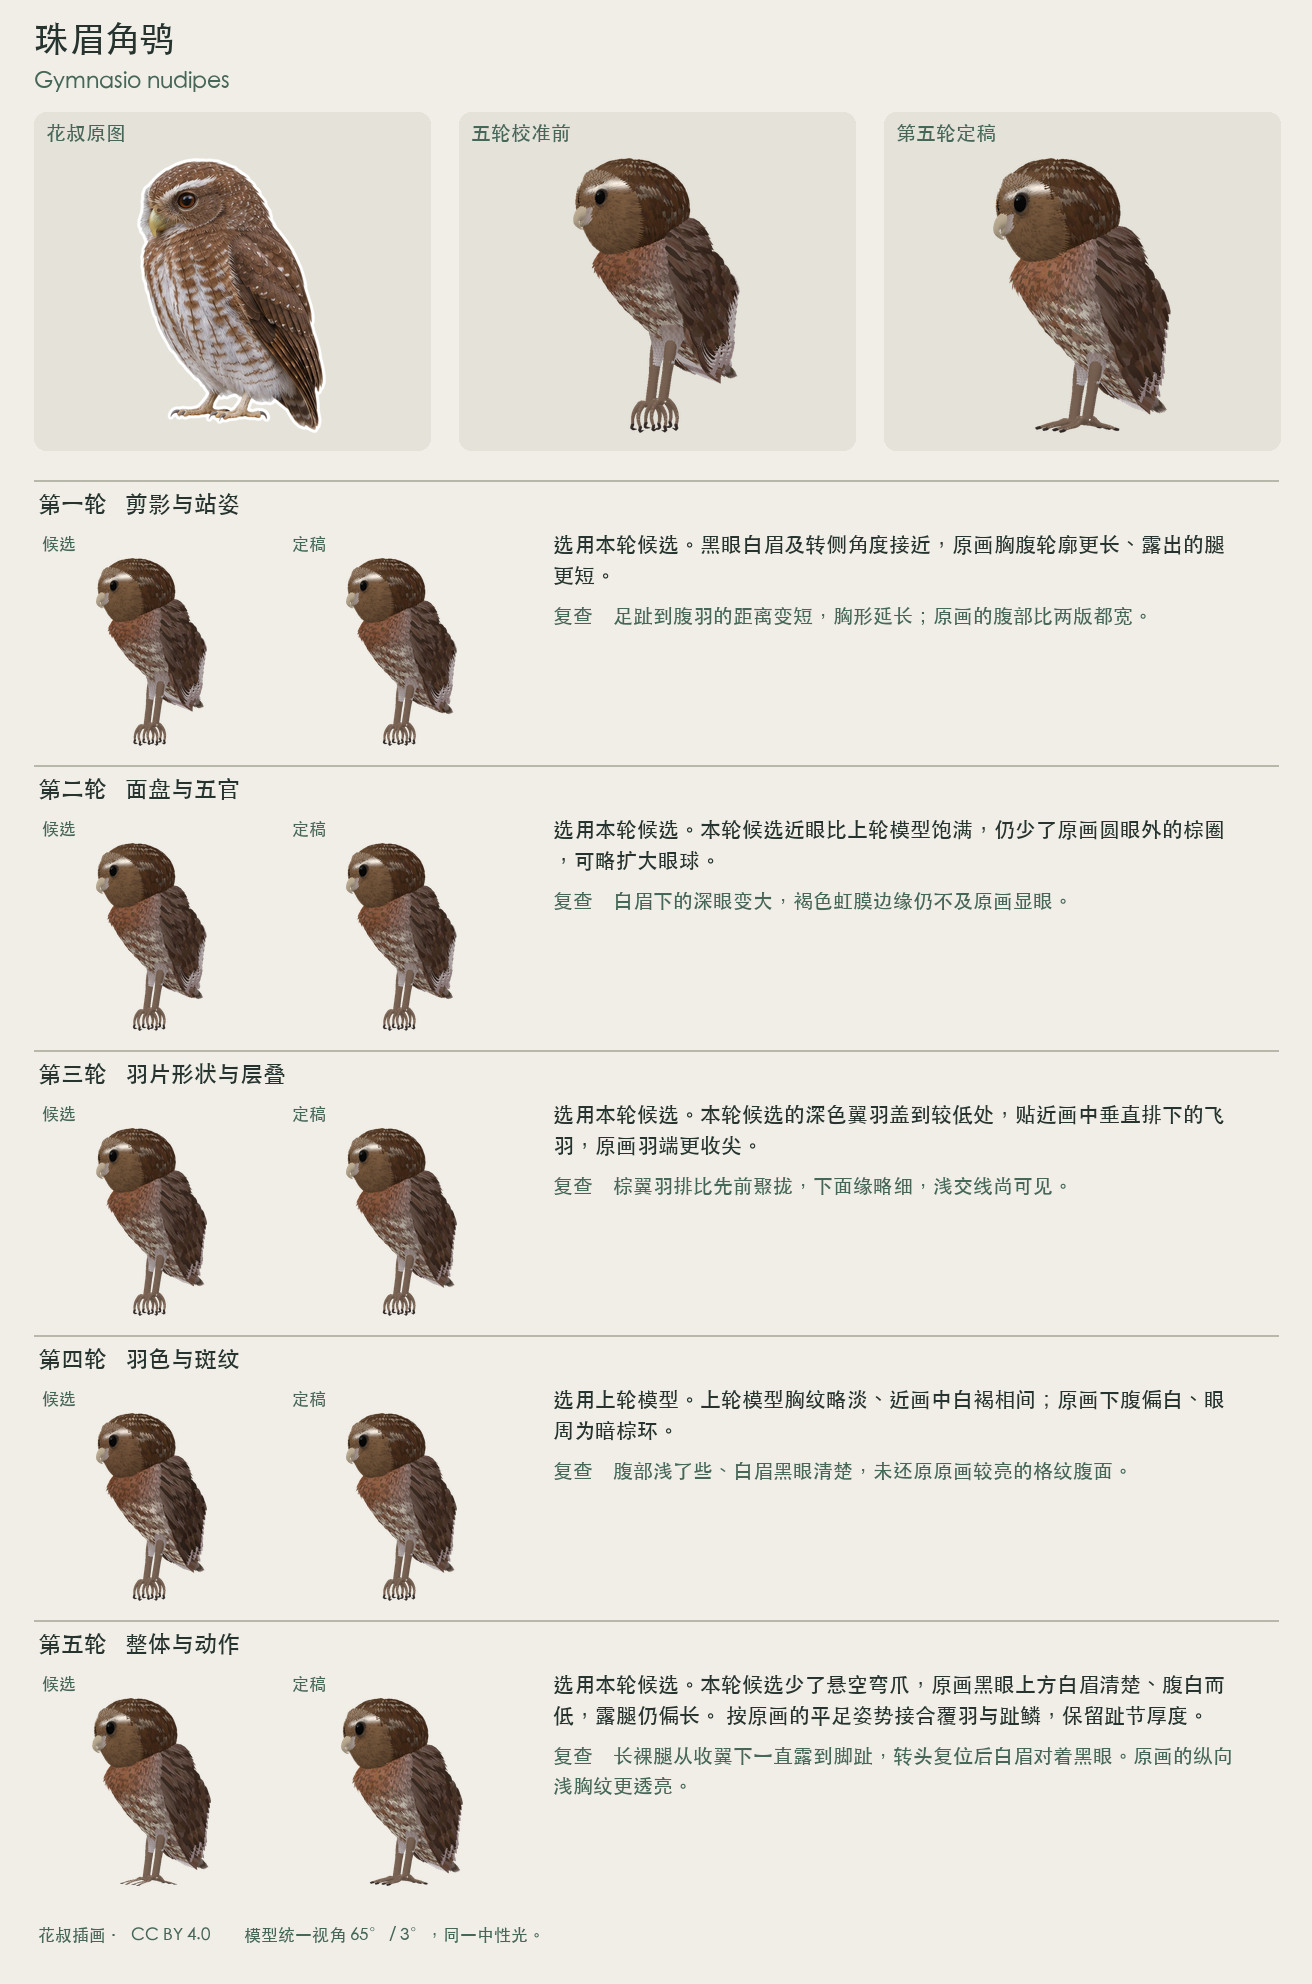 珠眉角鸮
Gymnasio nudipes
花叔原图
五轮校准前
第五轮定稿
第一轮 剪影与站姿
候选
定稿
选用本轮候选。黑眼白眉及转侧角度接近，原画胸腹轮廓更长、露出的腿
更短。
复查 足趾到腹羽的距离变短，胸形延长；原画的腹部比两版都宽。
第二轮 面盘与五官
候选
定稿
选用本轮候选。本轮候选近眼比上轮模型饱满，仍少了原画圆眼外的棕圈
，可略扩大眼球。
复查 白眉下的深眼变大，褐色虹膜边缘仍不及原画显眼。
第三轮 羽片形状与层叠
候选
定稿
选用本轮候选。本轮候选的深色翼羽盖到较低处，贴近画中垂直排下的飞
羽，原画羽端更收尖。
复查 棕翼羽排比先前聚拢，下面缘略细，浅交线尚可见。
第四轮 羽色与斑纹
候选
定稿
选用上轮模型。上轮模型胸纹略淡、近画中白褐相间；原画下腹偏白、眼
周为暗棕环。
复查 腹部浅了些、白眉黑眼清楚，未还原原画较亮的格纹腹面。
第五轮 整体与动作
候选
定稿
选用本轮候选。本轮候选少了悬空弯爪，原画黑眼上方白眉清楚、腹白而
低，露腿仍偏长。 按原画的平足姿势接合覆羽与趾鳞，保留趾节厚度。
复查 长裸腿从收翼下一直露到脚趾，转头复位后白眉对着黑眼。原画的纵向
浅胸纹更透亮。
花叔插画 · CC BY 4.0 模型统一视角 65° / 3° ，同一中性光。